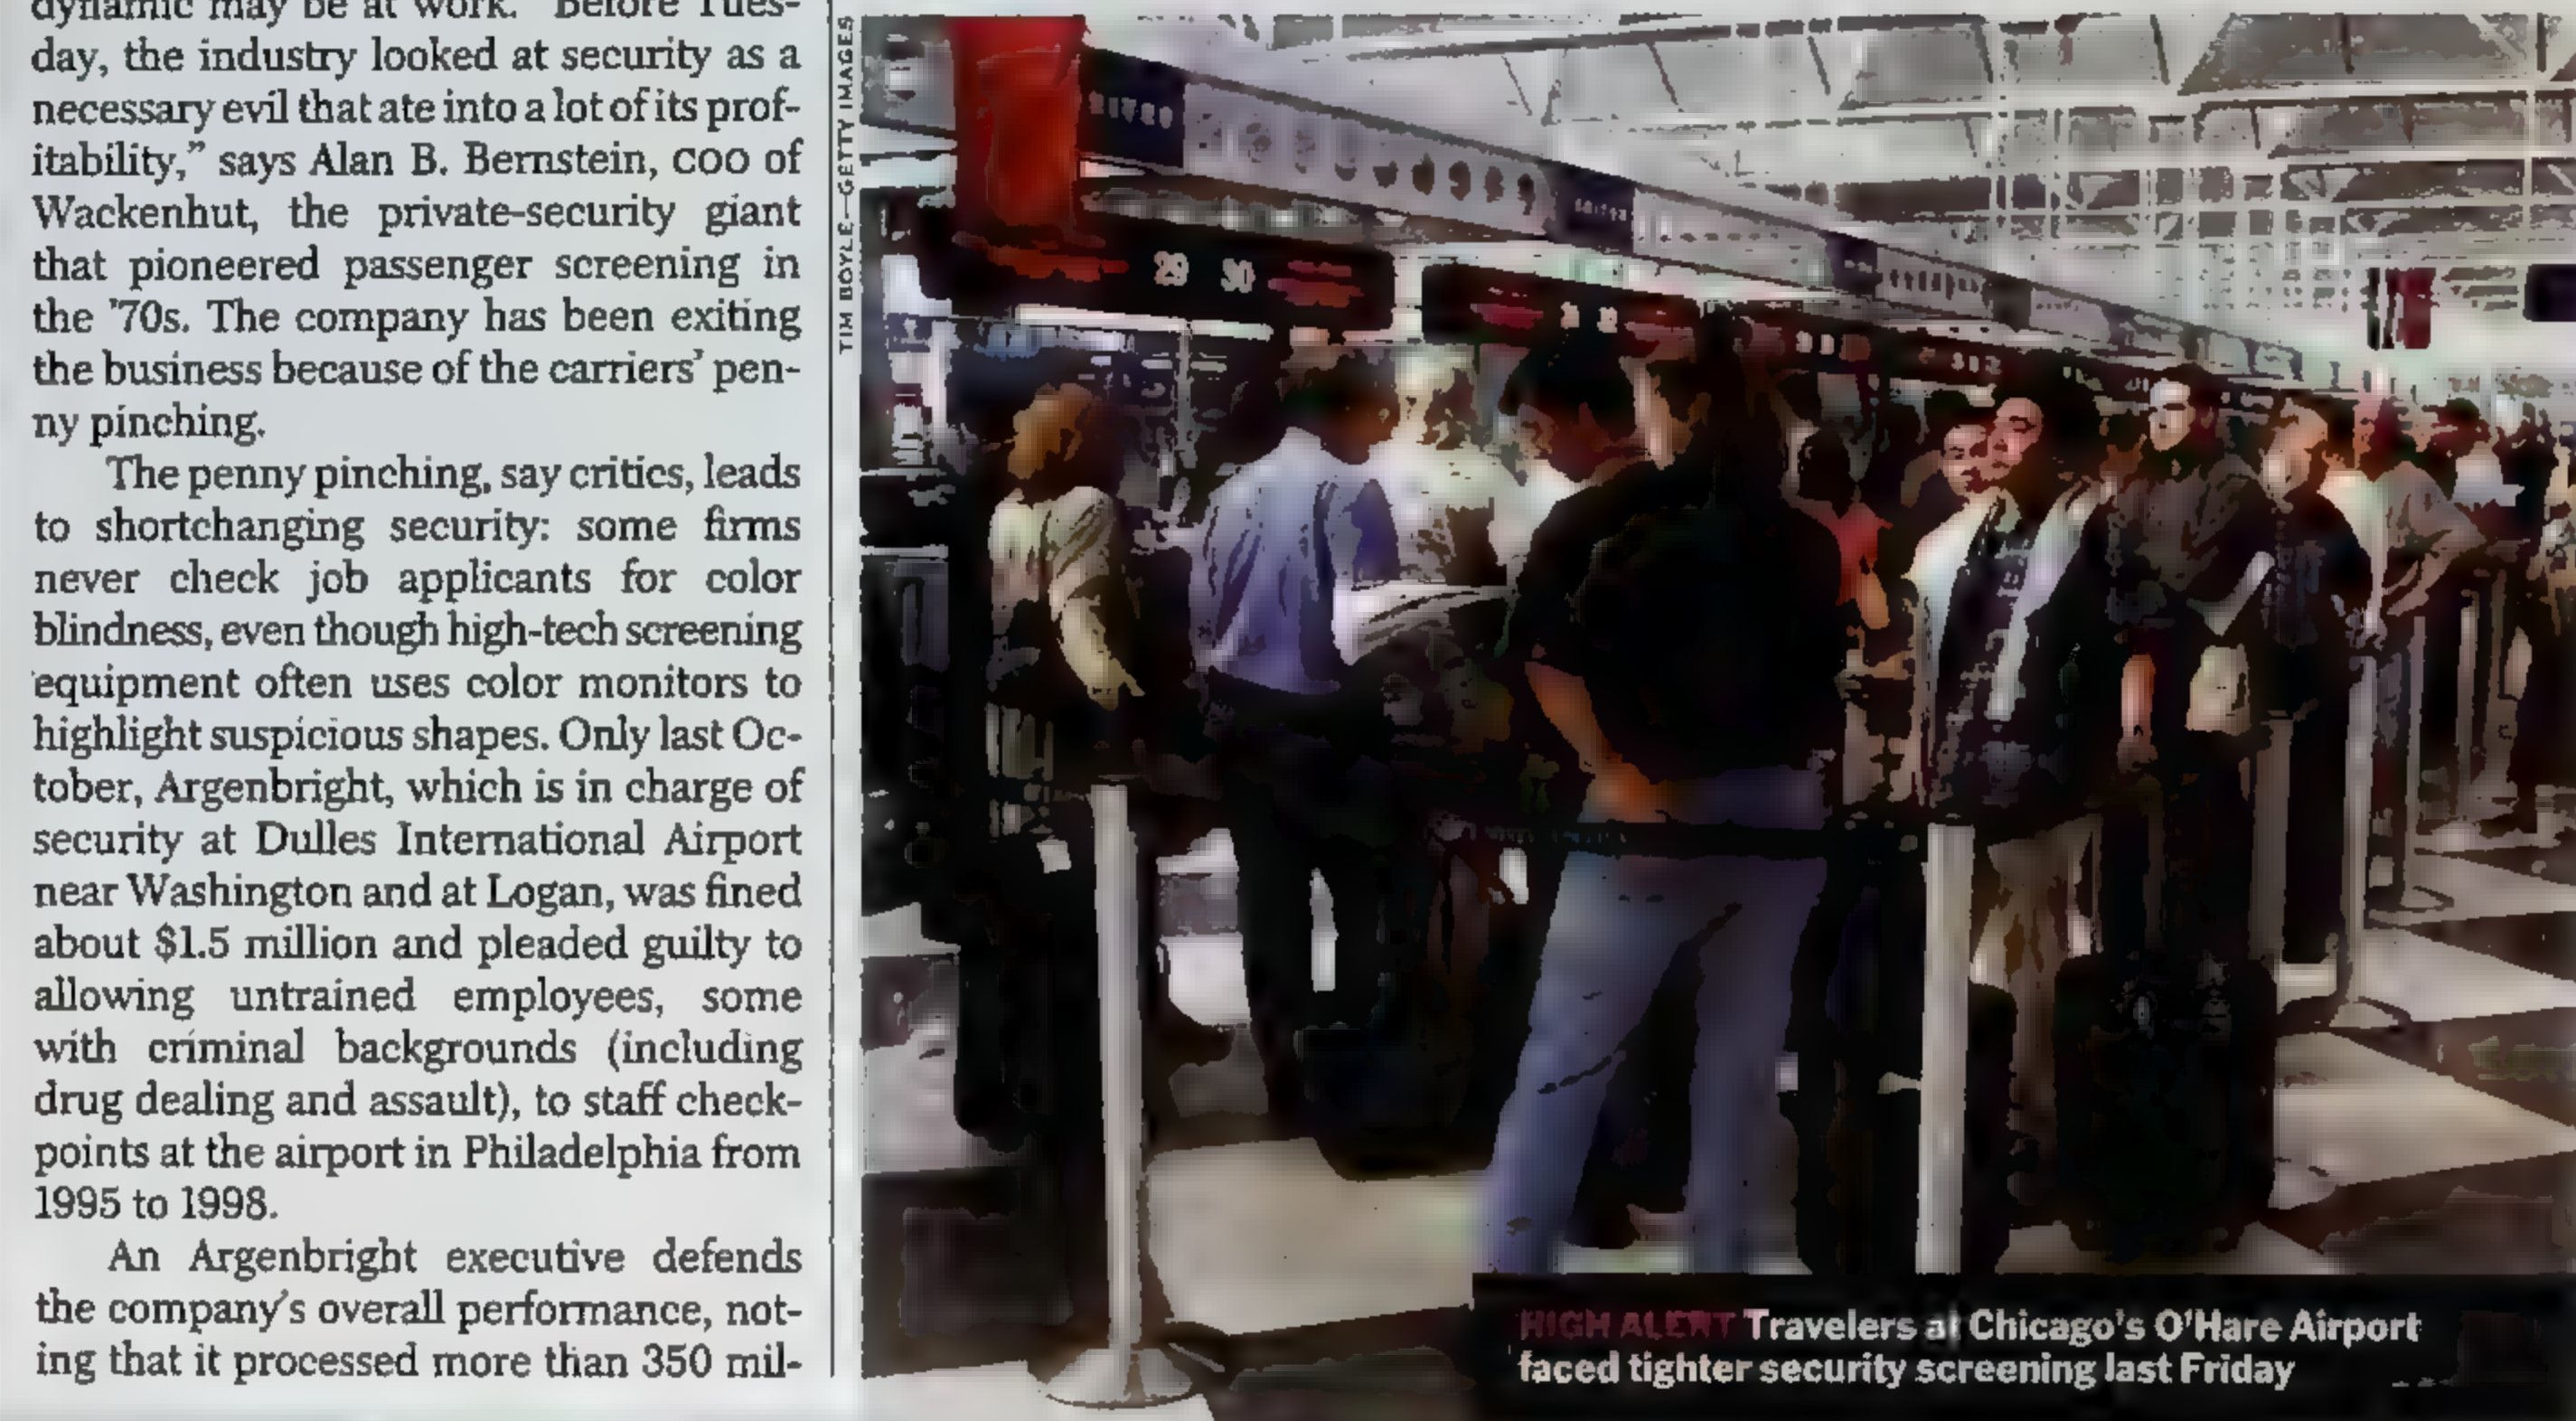 dynamic may be at work. "Before Tues-
day, the industry looked at security as a
necessary evil that ate into a lot of its prof-
itability," says Alan B. Bernstein, COO of
Wackenhut, the private-security giant
that pioneered passenger screening in
the '70s. The company has been exiting
the business because of the carriers' pen-
ny pinching.
The penny pinching, say critics, leads
to shortchanging security: some firms
never check job applicants for color
blindness, even though high-tech screening
equipment often uses color monitors to
highlight suspicious shapes. Only last Oc-
tober, Argenbright, which is in charge of
security at Dulles International Airport
near Washington and at Logan, was fined
about $1.5 million and pleaded guilty to
allowing untrained employees, some
with criminal backgrounds (including
drug dealing and assault), to staff check-
points at the airport in Philadelphia from
1995 to 1998.
An Argenbright executive defends
the company's overall performance, not-
ing that it processed more than 350 mil-
TIM BOYLE—GETTY IMAGES
29 30
HIGH ALERT Travelers at Chicago's O'Hare Airport
faced tighter security screening last Friday